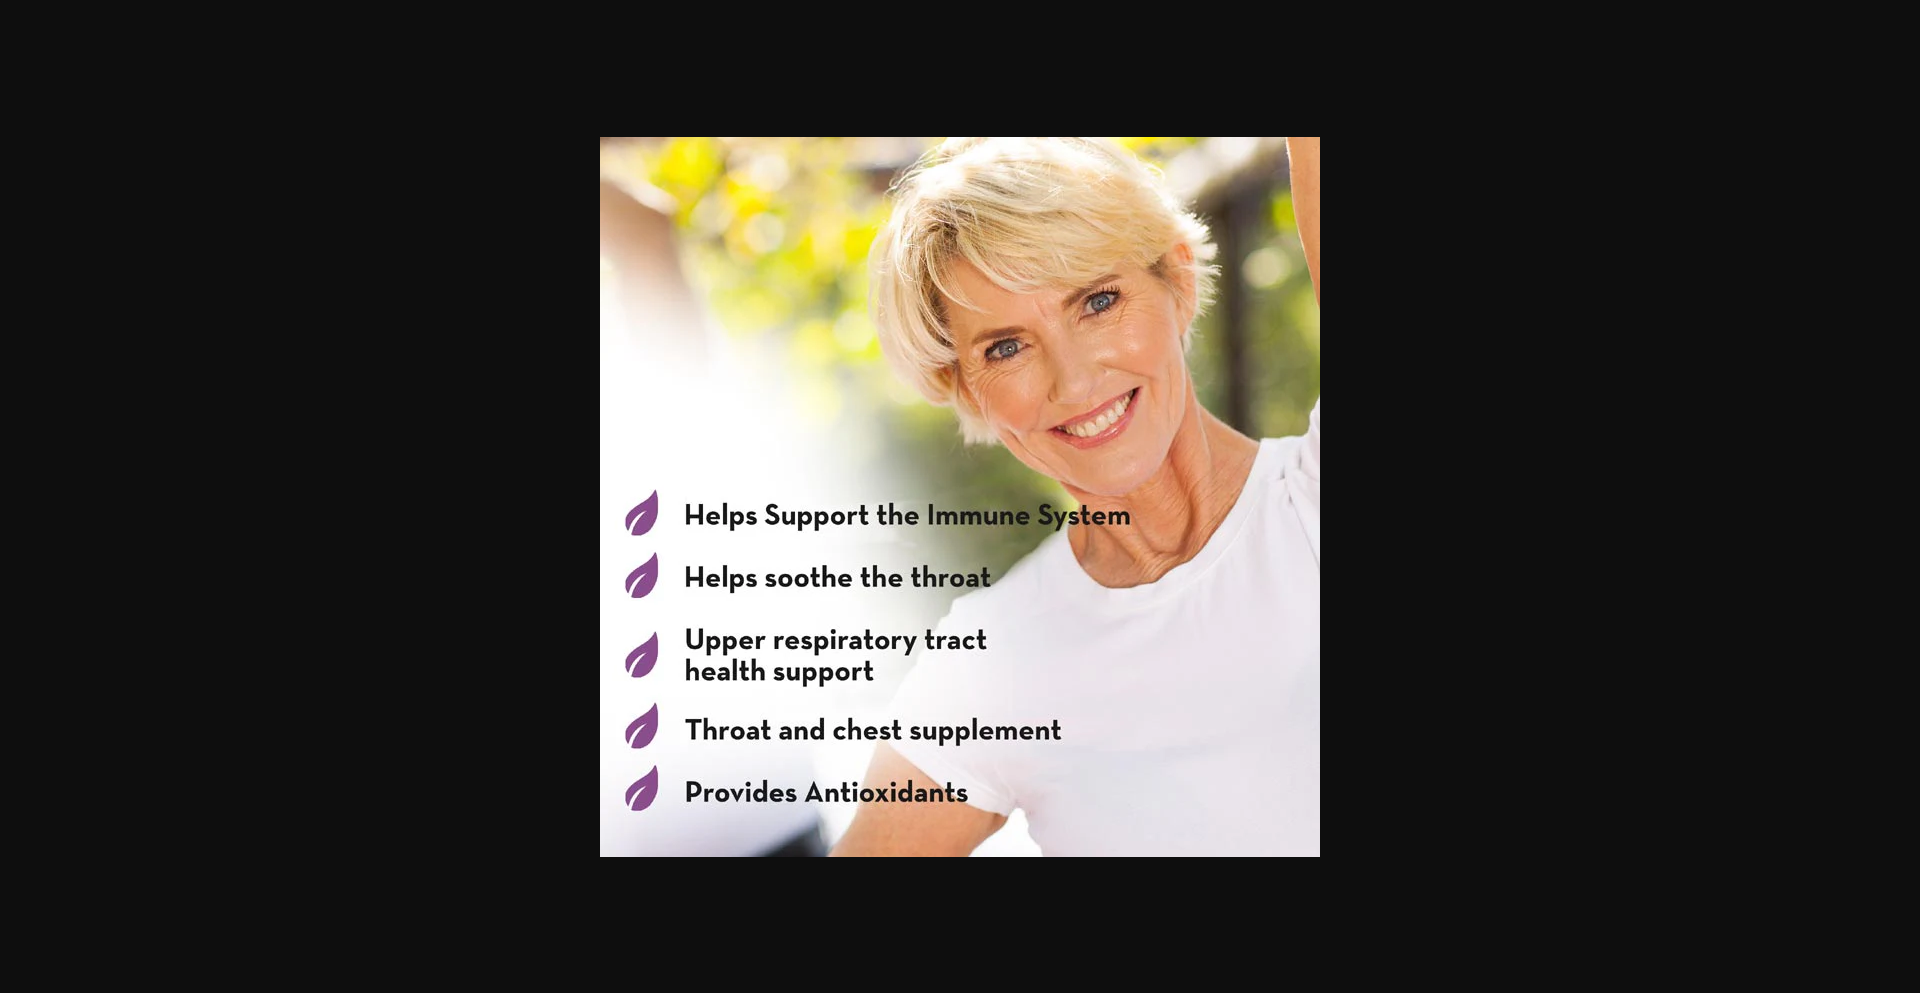 Helps Support the Immune System
Helps soothe the throat
Upper respiratory tract
health support
Throat and chest supplement
Provides Antioxidants